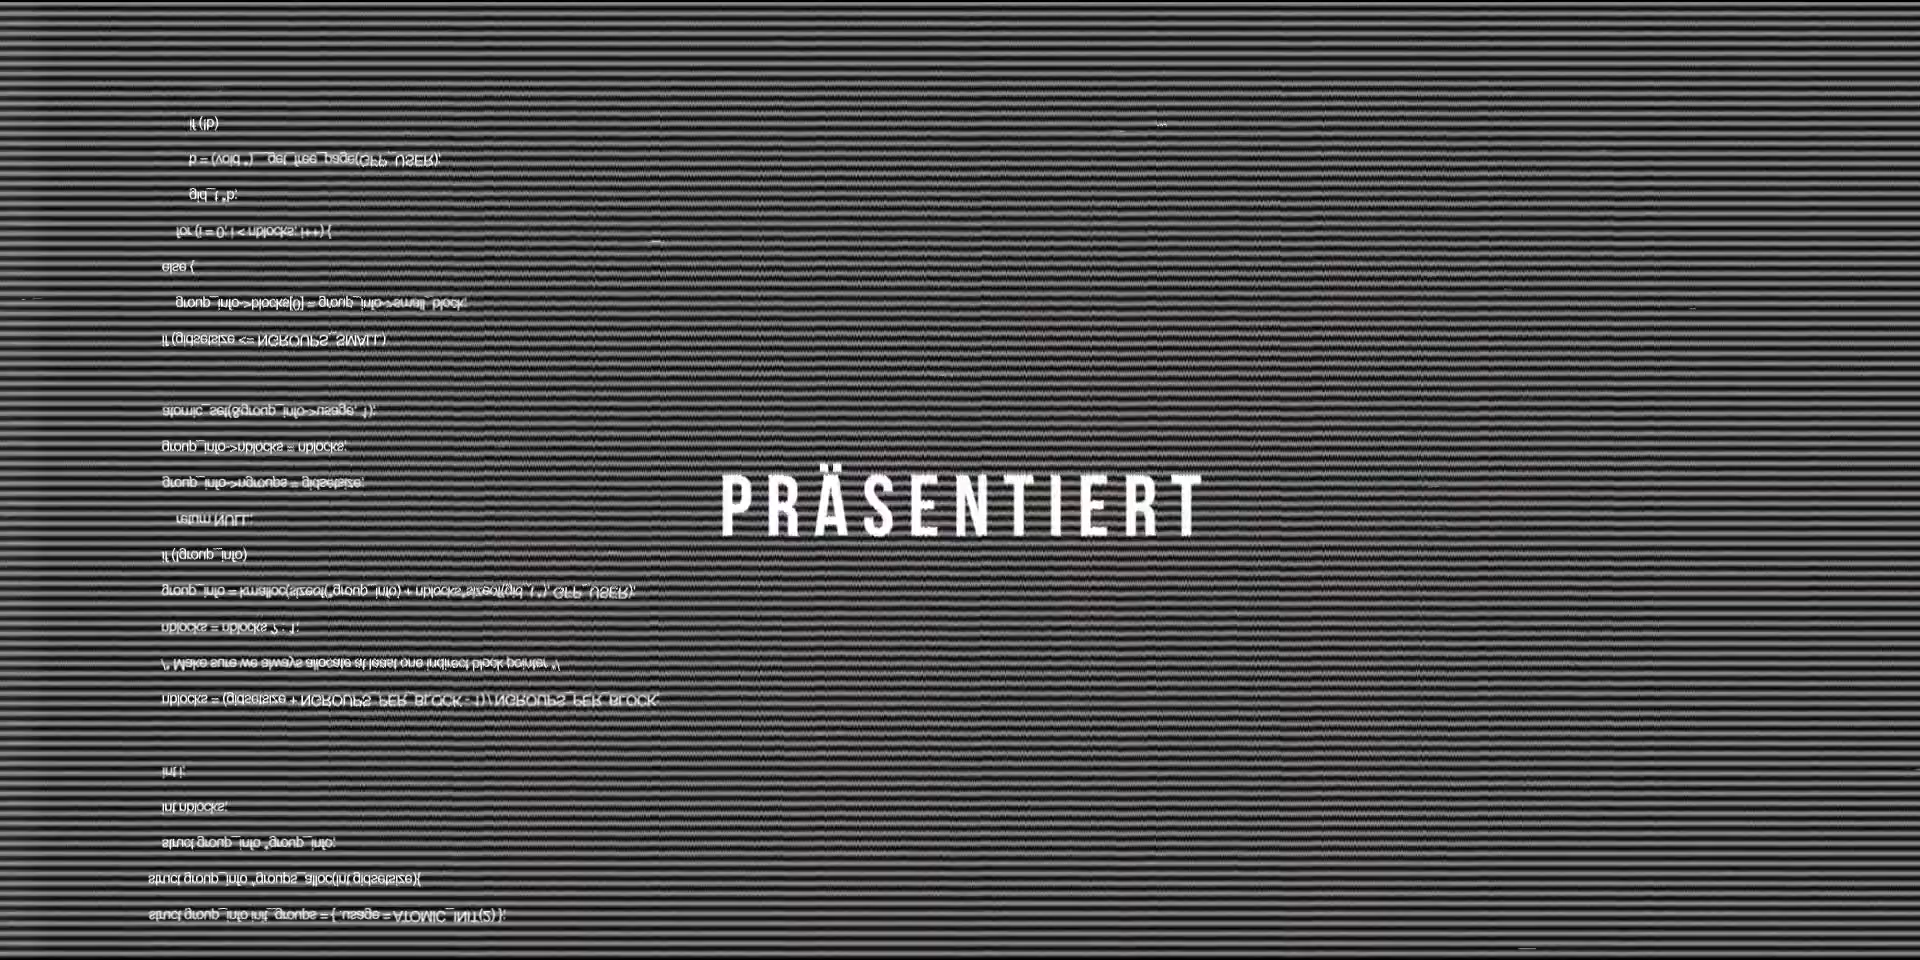 if (!b)
b = (void *)__get_free_page(GFP_USER);
gid_t *b;
for (i = 0; i < nblocks; i++) {
else {
group_info->blocks[0] = group_info->small_block;
if (gidsetsize <= NGROUPS_SMALL)
atomic_set(&group_info->usage, 1);
group_info->nblocks = nblocks;
group_info->ngroups = gidsetsize;
PRÄSENTIERT
return NULL;
if (!group_info)
group_info = kmalloc(sizeof(*group_info) + nblocks*sizeof(gid_t *), GFP_USER);
nblocks = nblocks ? : 1;
/* Make sure we always allocate at least one indirect block pointer */
nblocks = (gidsetsize + NGROUPS_PER_BLOCK - 1) / NGROUPS_PER_BLOCK;
int i;
int nblocks;
struct group_info *group_info;
struct group_info *groups_alloc(int gidsetsize){
struct group_info init_groups = { .usage = ATOMIC_INIT(2) };